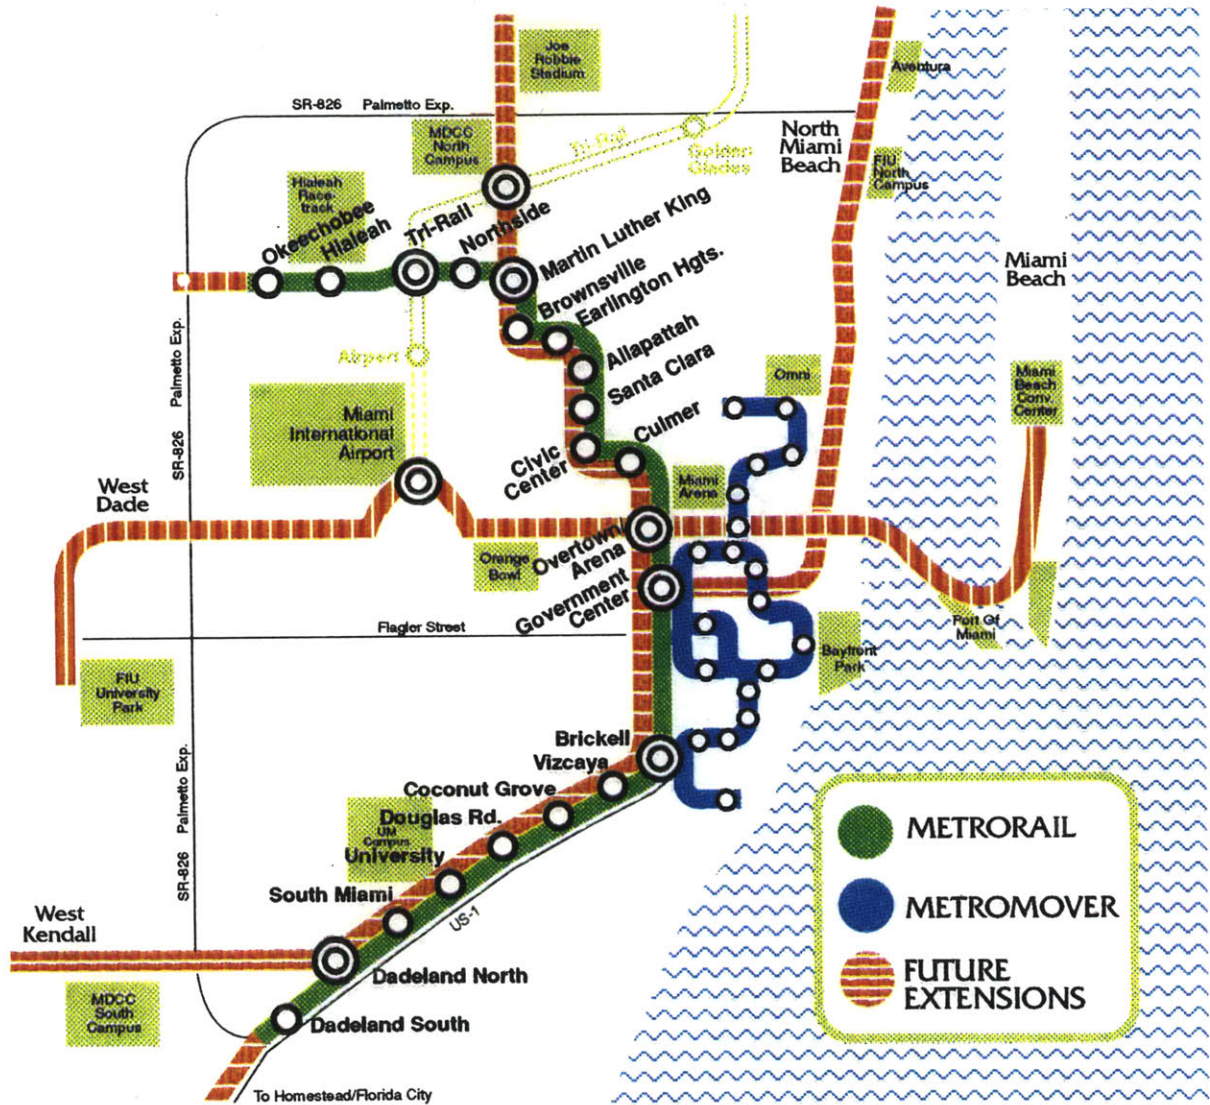 Joe
Robbie
Stadium
Aventura
SR-826 Palmetto Exp.
MDCC
North
Campus
Tri-Rail
Golden
Glades
North
Miami
Beach
FIU
North
Campus
Hialeah
Race-
track
Okeechobee
Hialeah
Tri-Rail
Northside
Martin Luther King
Brownsville
Earlington Hgts.
Miami
Beach
Allapattah
Santa Clara
Airport
SR-826 Palmetto Exp.
Omni
Miami
Beach
Conv.
Center
Miami
International
Airport
Culmer
Civic
Center
West
Dade
Miami
Arena
Orange
Bowl
Overtown/
Arena
Government
Center
Flaglor Street
Port Of
Miami
Bayfront
Park
FIU
University
Park
Brickell
Vizcaya
Coconut Grove
Douglas Rd.
UM
Campus
University
SR-826 Palmetto Exp.
South Miami
US-1
West
Kendall
Dadeland North
Dadeland South
MDCC
South
Campus
To Homestead/Florida City
METRORAIL
METROMOVER
FUTURE
EXTENSIONS